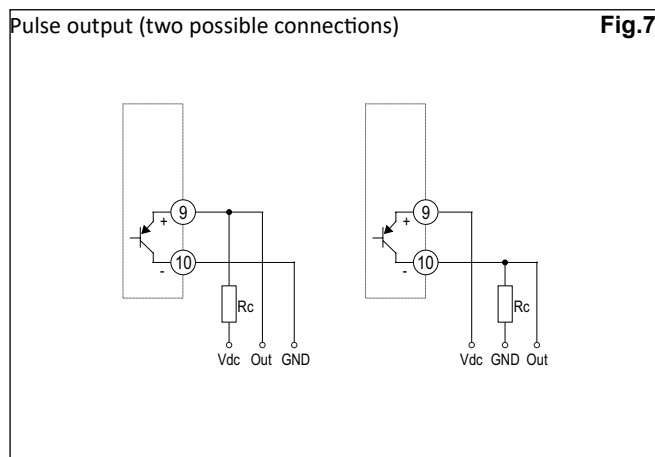 Pulse output (two possible connections) Fig.7
+ 9
- 10
Rc
Vdc Out GND
+ 9
- 10
Rc
Vdc GND Out